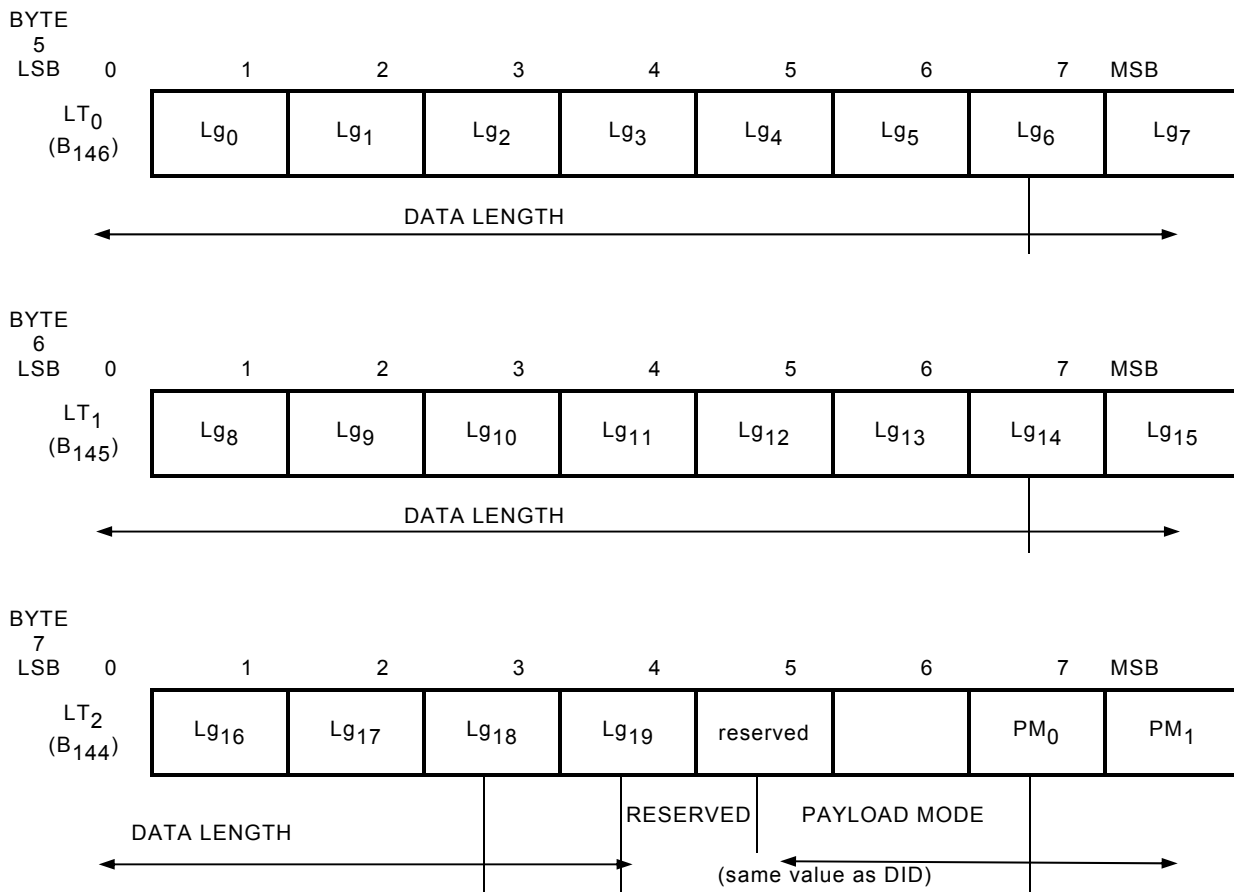 BYTE
5
LSB 0 1 2 3 4 5 6 7 MSB
LT0
(B146)
Lg0 Lg1 Lg2 Lg3 Lg4 Lg5 Lg6 Lg7
DATA LENGTH
BYTE
6
LSB 0 1 2 3 4 5 6 7 MSB
LT1
(B145)
Lg8 Lg9 Lg10 Lg11 Lg12 Lg13 Lg14 Lg15
DATA LENGTH
BYTE
7
LSB 0 1 2 3 4 5 6 7 MSB
LT2
(B144)
Lg16 Lg17 Lg18 Lg19 reserved PM0 PM1
RESERVED PAYLOAD MODE
DATA LENGTH
(same value as DID)